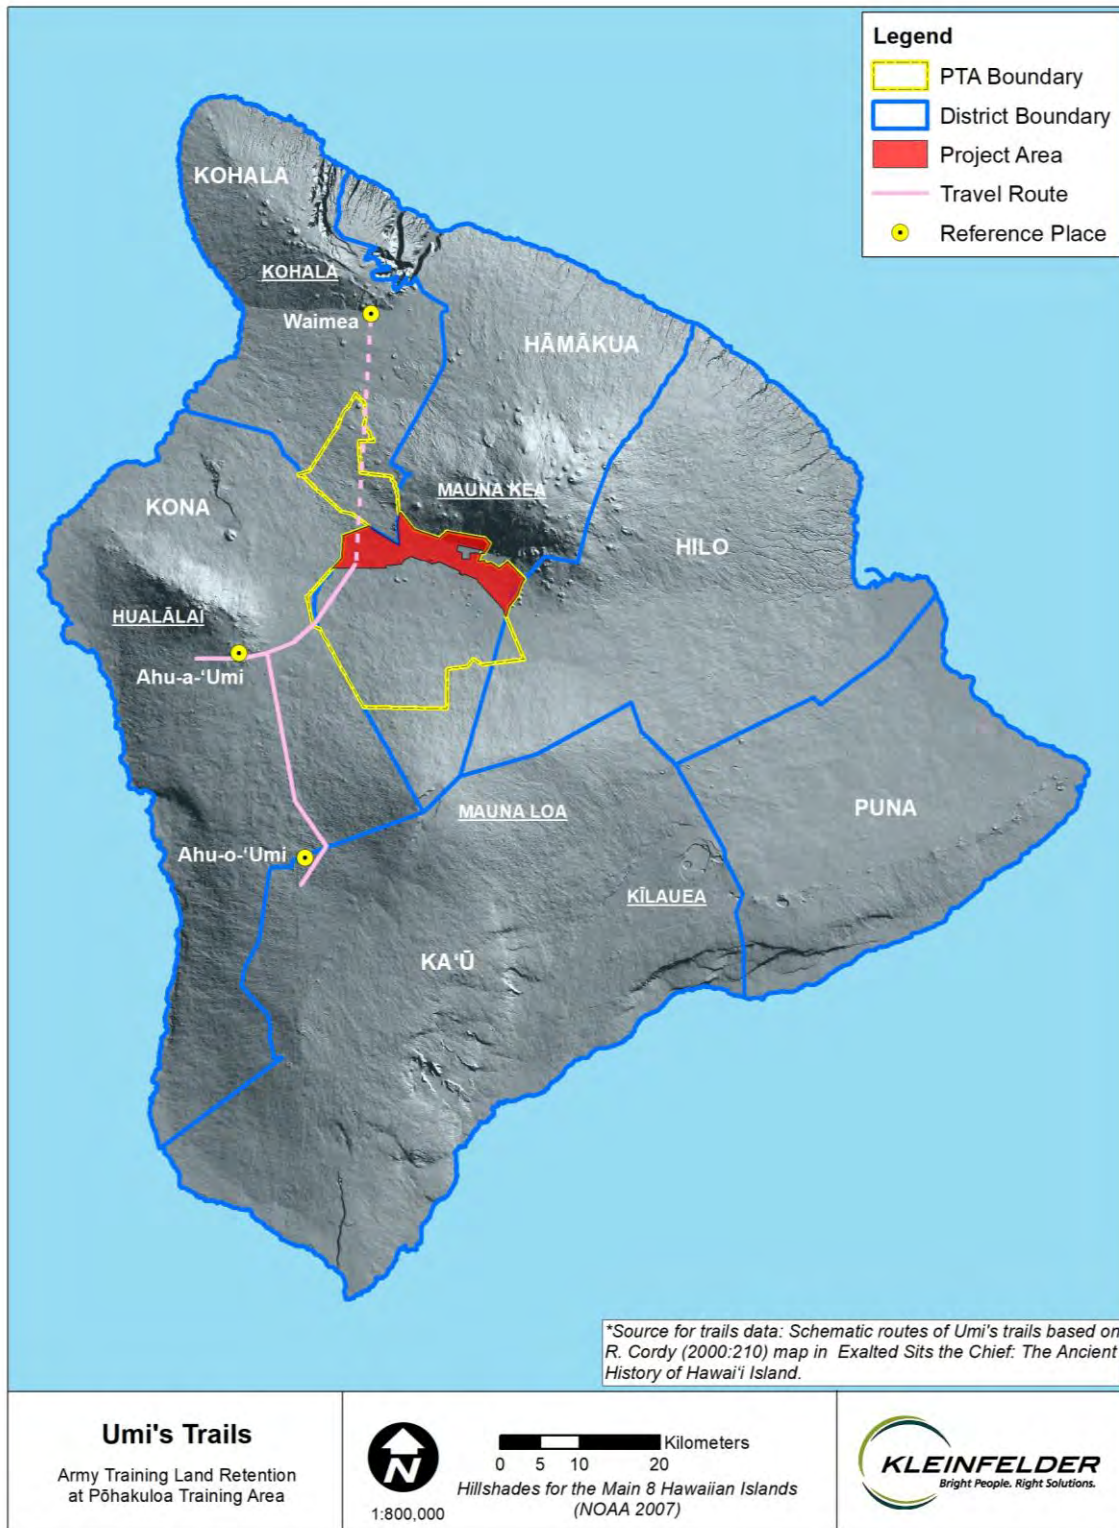 Legend
PTA Boundary
District Boundary
Project Area
Travel Route
Reference Place
KOHALA
KOHALA
Waimea
HĀMĀKUA
MAUNA KEA
KONA
HILO
HUALĀLAI
Ahu-a-‘Umi
MAUNA LOA
PUNA
Ahu-o-‘Umi
KĪLAUEA
KA‘Ū
*Source for trails data: Schematic routes of Umi's trails based on
R. Cordy (2000:210) map in Exalted Sits the Chief: The Ancient
History of Hawai‘i Island.
Umi's Trails
Army Training Land Retention
at Pōhakuloa Training Area
N
1:800,000
Kilometers
0 5 10 20
Hillshades for the Main 8 Hawaiian Islands
(NOAA 2007)
KLEINFELDER
Bright People. Right Solutions.